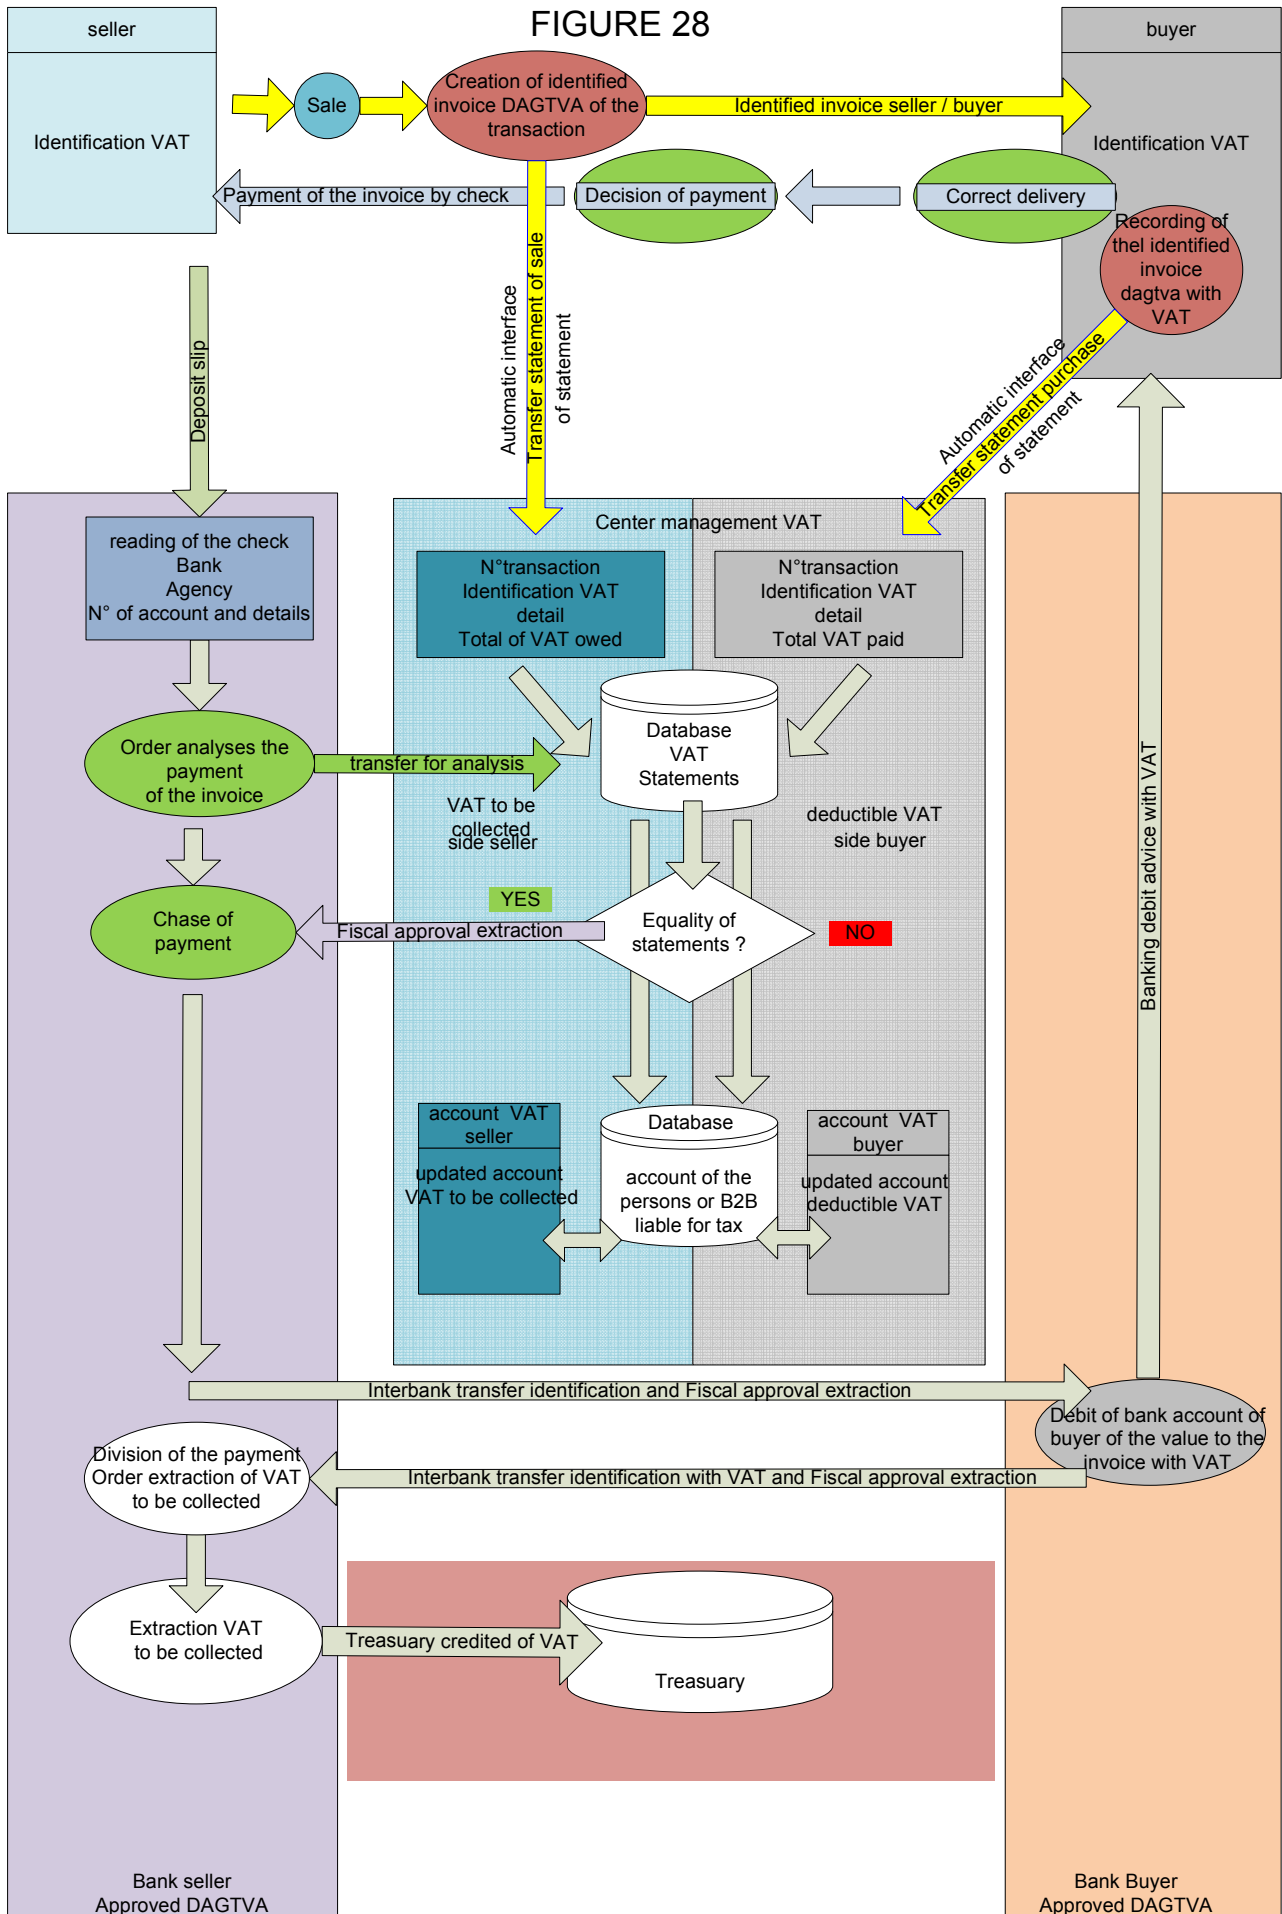 FIGURE 28
seller
buyer
Identification VAT
Sale
Creation of identified
invoice DAGTVA of the
transaction
Identified invoice seller / buyer
Identification VAT
Payment of the invoice by check
Decision of payment
Correct delivery
Recording of
thel identified
invoice
dagtva with
VAT
Deposit slip
Automatic interface
Transfer statement of sale
of statement
Automatic interface
Transfer statement purchase
of statement
Center management VAT
reading of the check
Bank
Agency
N° of account and details
N°transaction
Identification VAT
detail
Total of VAT owed
N°transaction
Identification VAT
detail
Total VAT paid
Order analyses the
payment
of the invoice
transfer for analysis
Database
VAT
Statements
VAT to be
collected
side seller
deductible VAT
side buyer
Banking debit advice with VAT
YES
Chase of
payment
Fiscal approval extraction
Equality of
statements ?
NO
account VAT
seller
updated account
VAT to be collected
Database
account of the
persons or B2B
liable for tax
account VAT
buyer
updated account
deductible VAT
Interbank transfer identification and Fiscal approval extraction
Debit of bank account of
buyer of the value to the
invoice with VAT
Division of the payment
Order extraction of VAT
to be collected
Interbank transfer identification with VAT and Fiscal approval extraction
Extraction VAT
to be collected
Treasury credited of VAT
Treasury
Bank seller
Approved DAGTVA
Bank Buyer
Approved DAGTVA